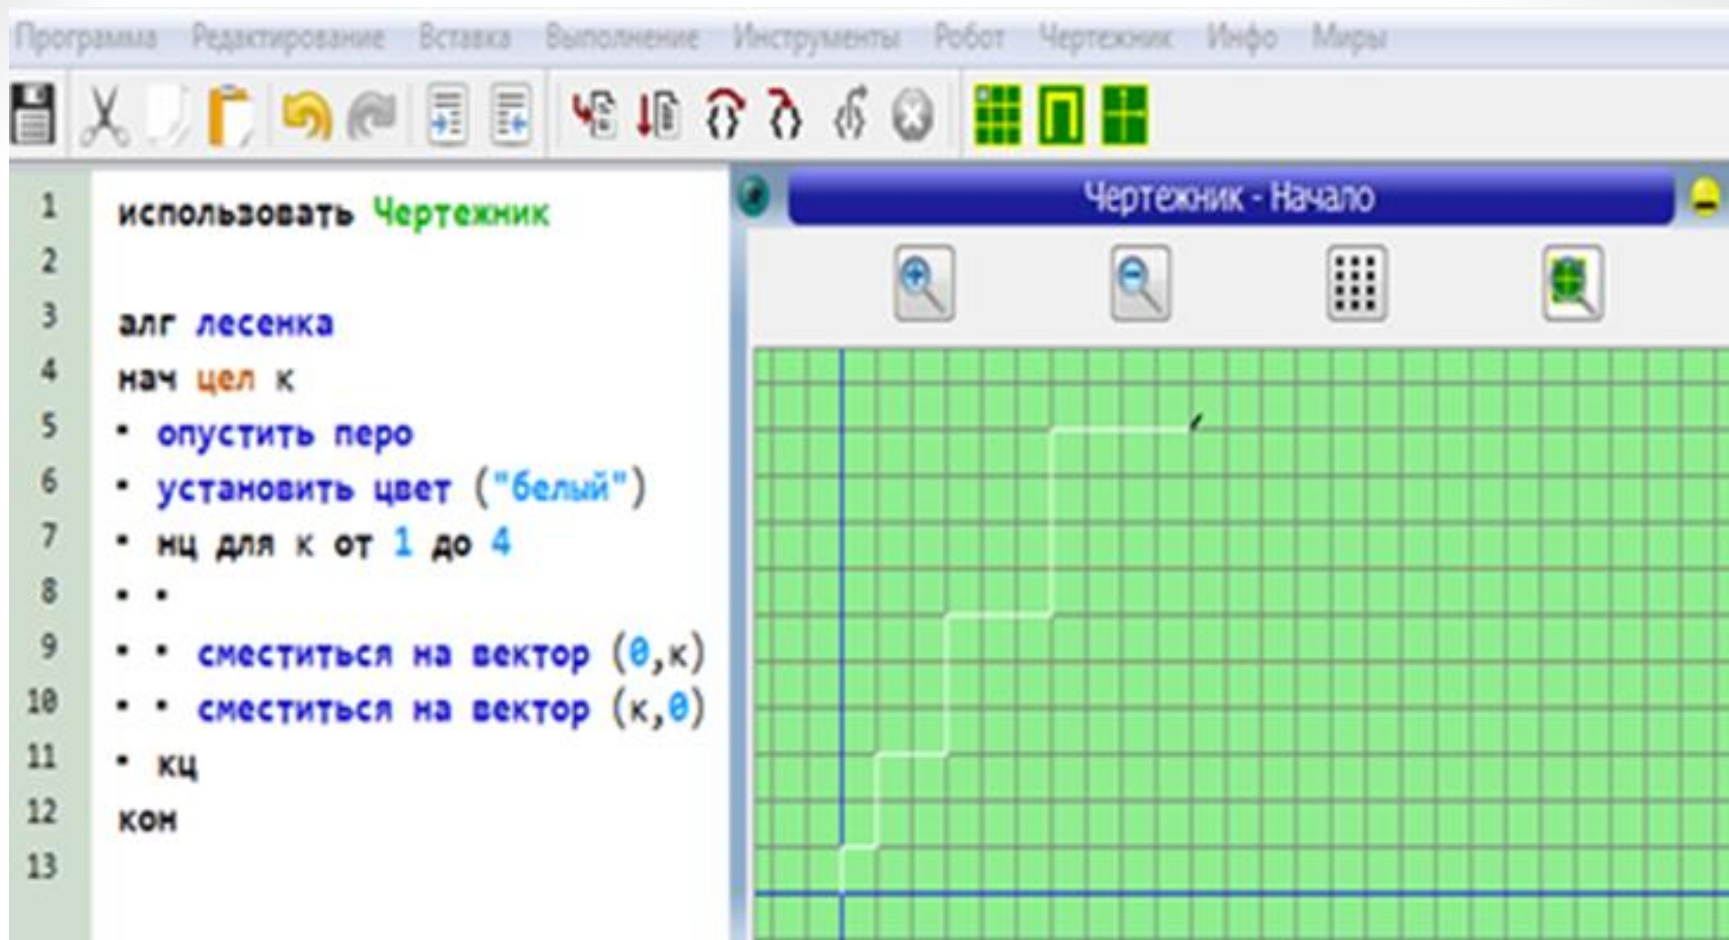 Программа Редактирование Вставка Выполнение Инструменты Робот Чертежник Инфо Миры
1 использовать Чертежник
2
3 алг лесенка
4 нач цел к
5 • опустить перо
6 • установить цвет ("белый")
7 • нц для к от 1 до 4
8 • •
9 • • сместиться на вектор (0,к)
10 • • сместиться на вектор (к,0)
11 • кц
12 кон
13
Чертежник - Начало